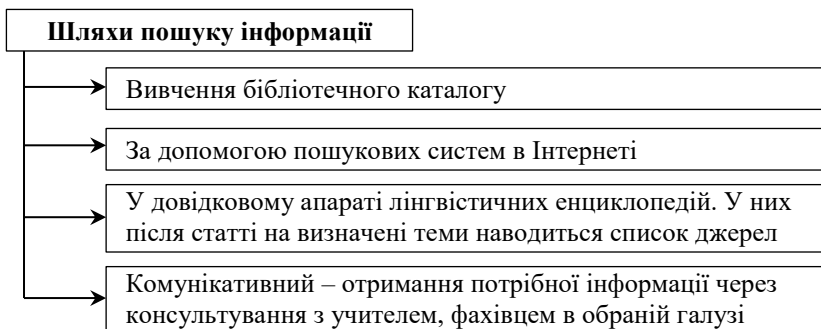 Шляхи пошуку інформації
Вивчення бібліотечного каталогу
За допомогою пошукових систем в Інтернеті
У довідковому апараті лінгвістичних енциклопедій. У них
після статті на визначені теми наводиться список джерел
Комунікативний – отримання потрібної інформації через
консультування з учителем, фахівцем в обраній галузі